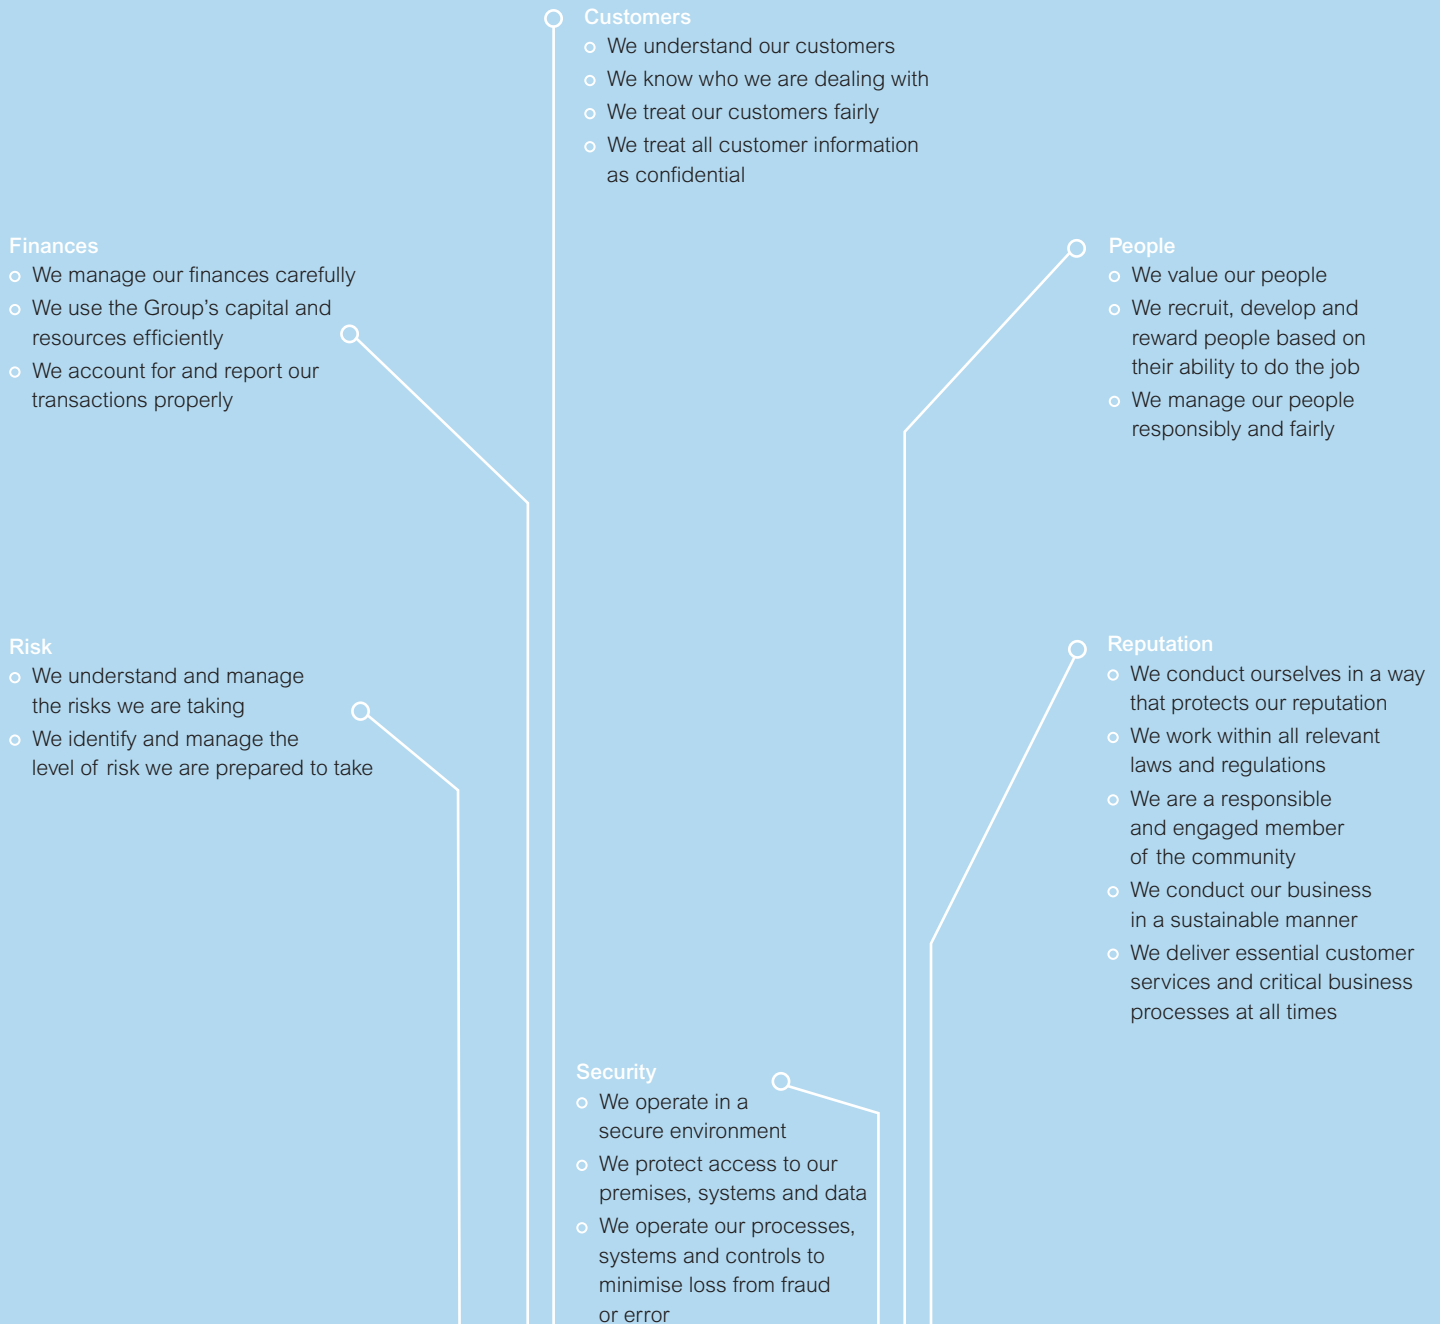 Customers
We understand our customers
We know who we are dealing with
We treat our customers fairly
We treat all customer information
as confidential
Finances
We manage our finances carefully
We use the Group’s capital and
resources efficiently
We account for and report our
transactions properly
People
We value our people
We recruit, develop and
reward people based on
their ability to do the job
We manage our people
responsibly and fairly
Risk
We understand and manage
the risks we are taking
We identify and manage the
level of risk we are prepared to take
Reputation
We conduct ourselves in a way
that protects our reputation
We work within all relevant
laws and regulations
We are a responsible
and engaged member
of the community
We conduct our business
in a sustainable manner
We deliver essential customer
services and critical business
processes at all times
Security
We operate in a
secure environment
We protect access to our
premises, systems and data
We operate our processes,
systems and controls to
minimise loss from fraud
or error